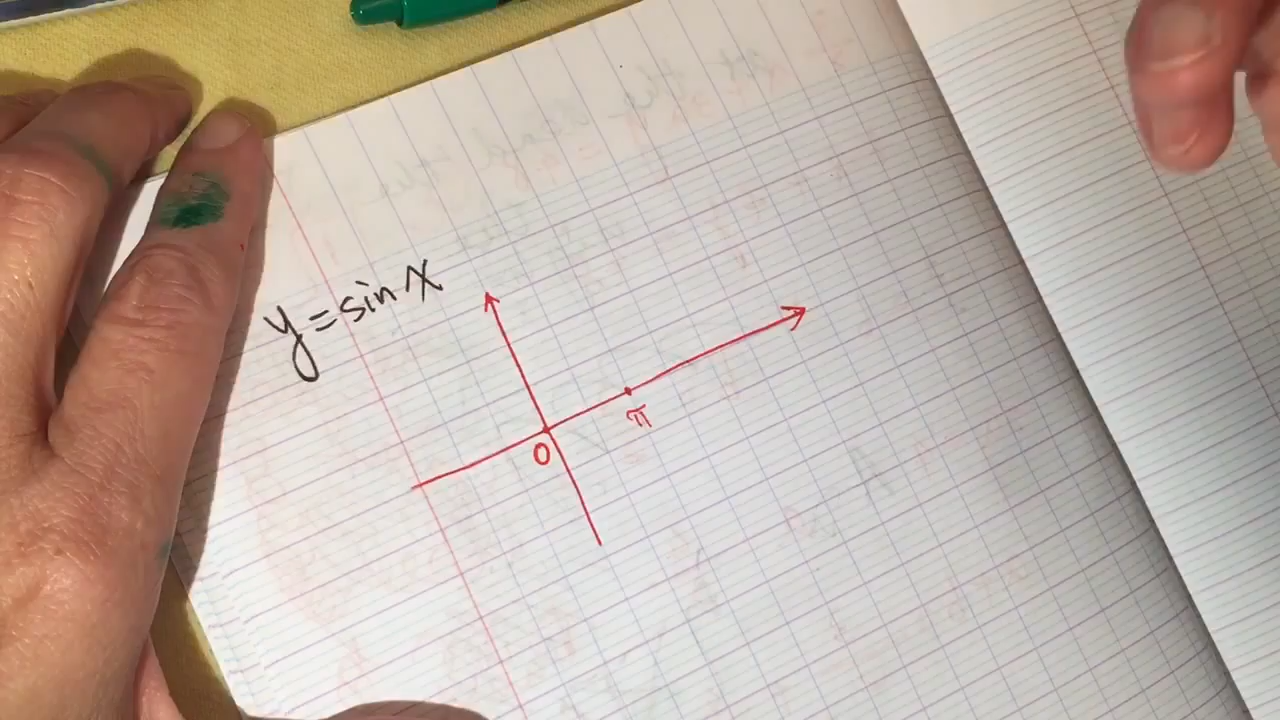 y = sin x
0
π